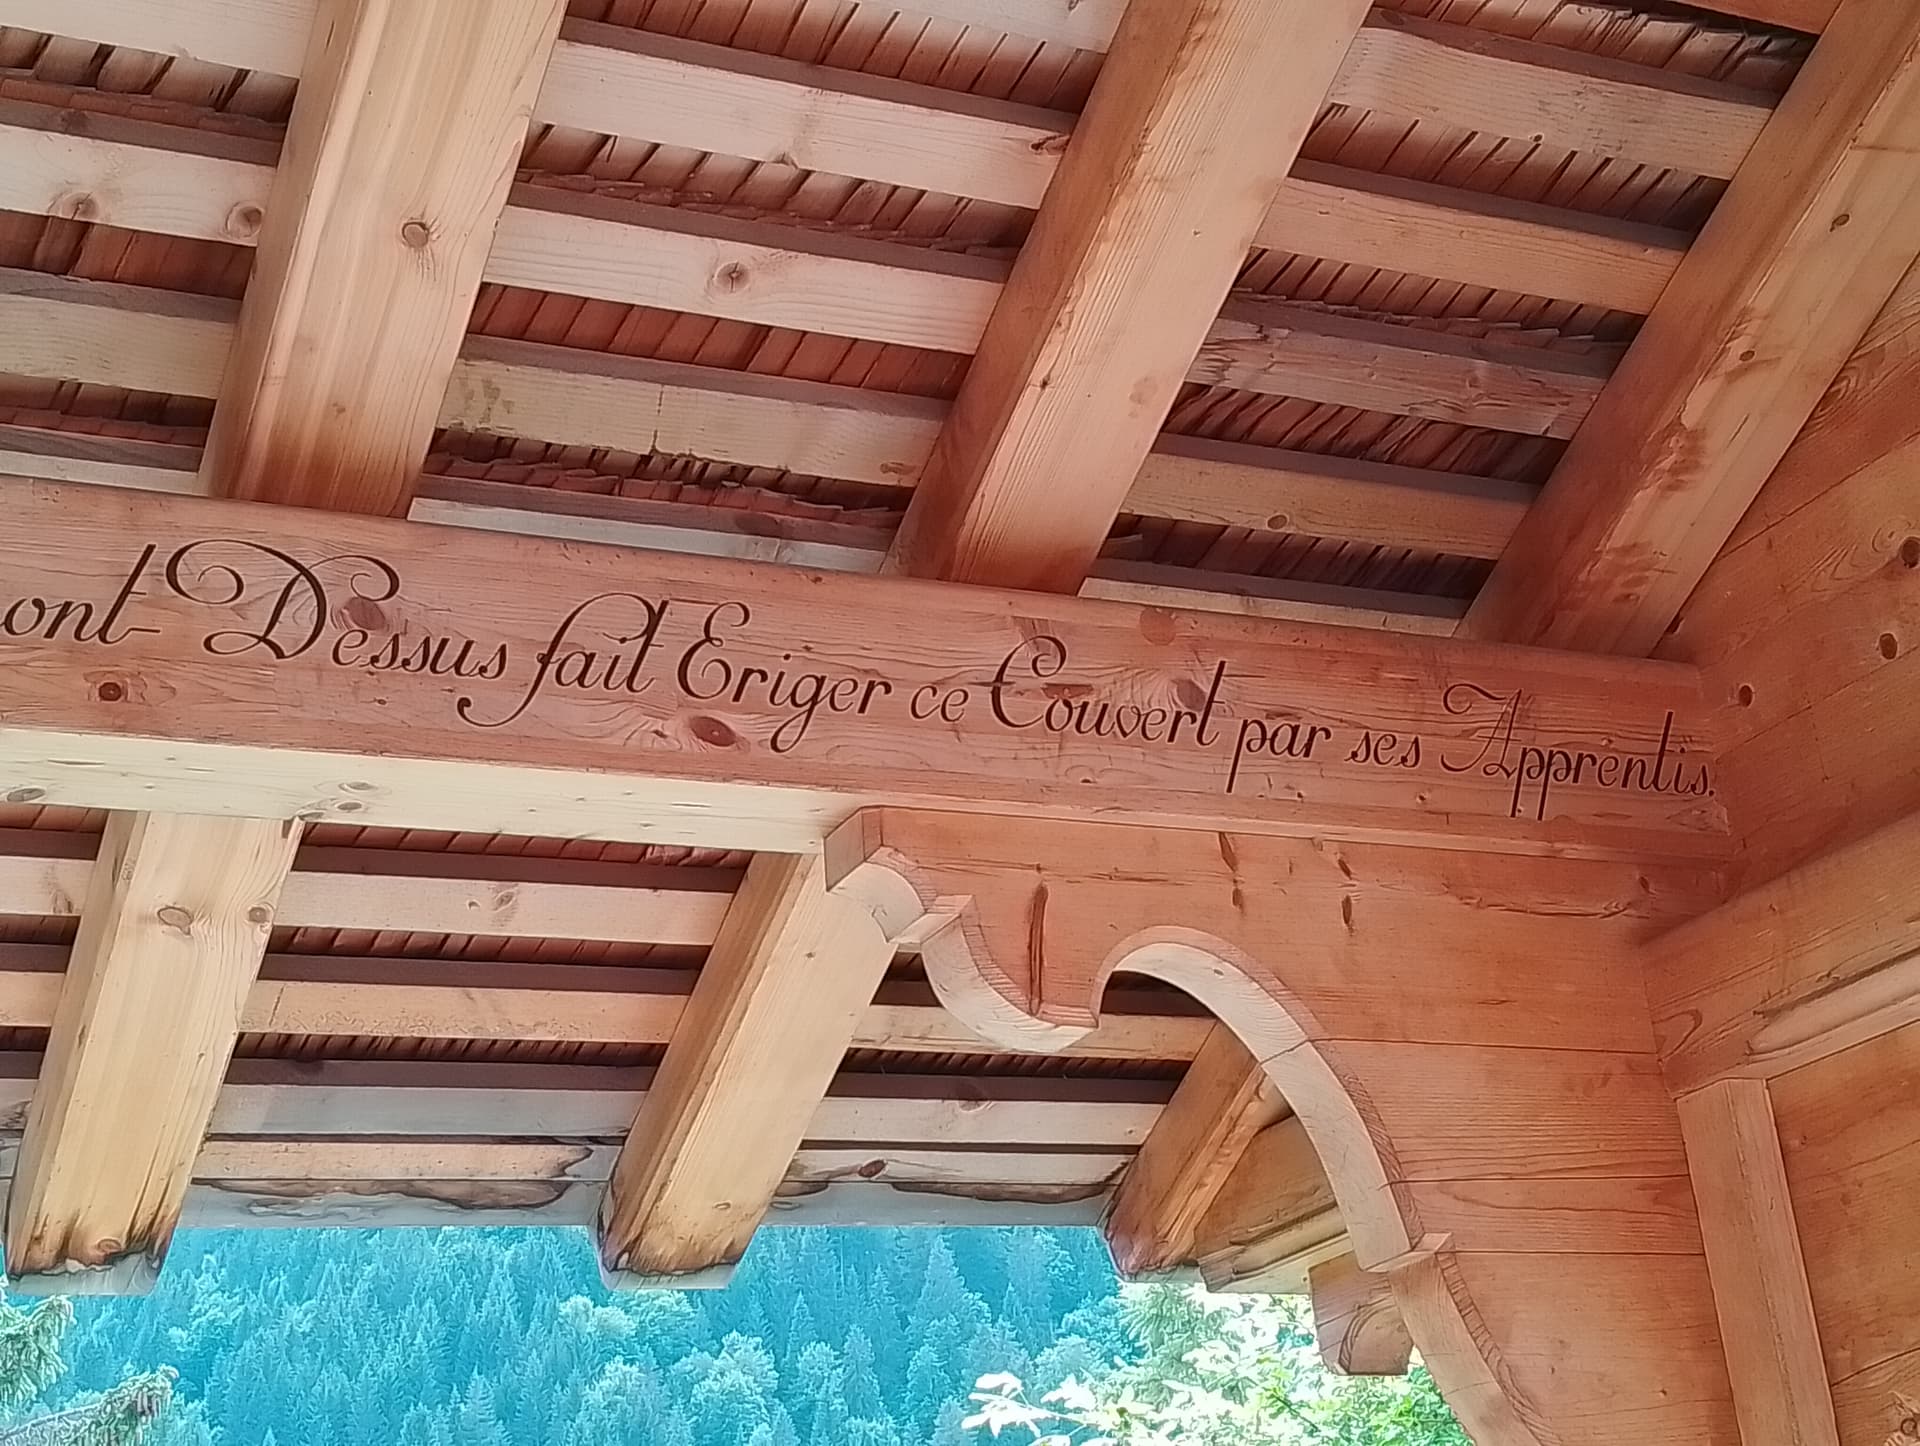 ont-Dessus fait Eriger ce Couvert par ses Apprentis.